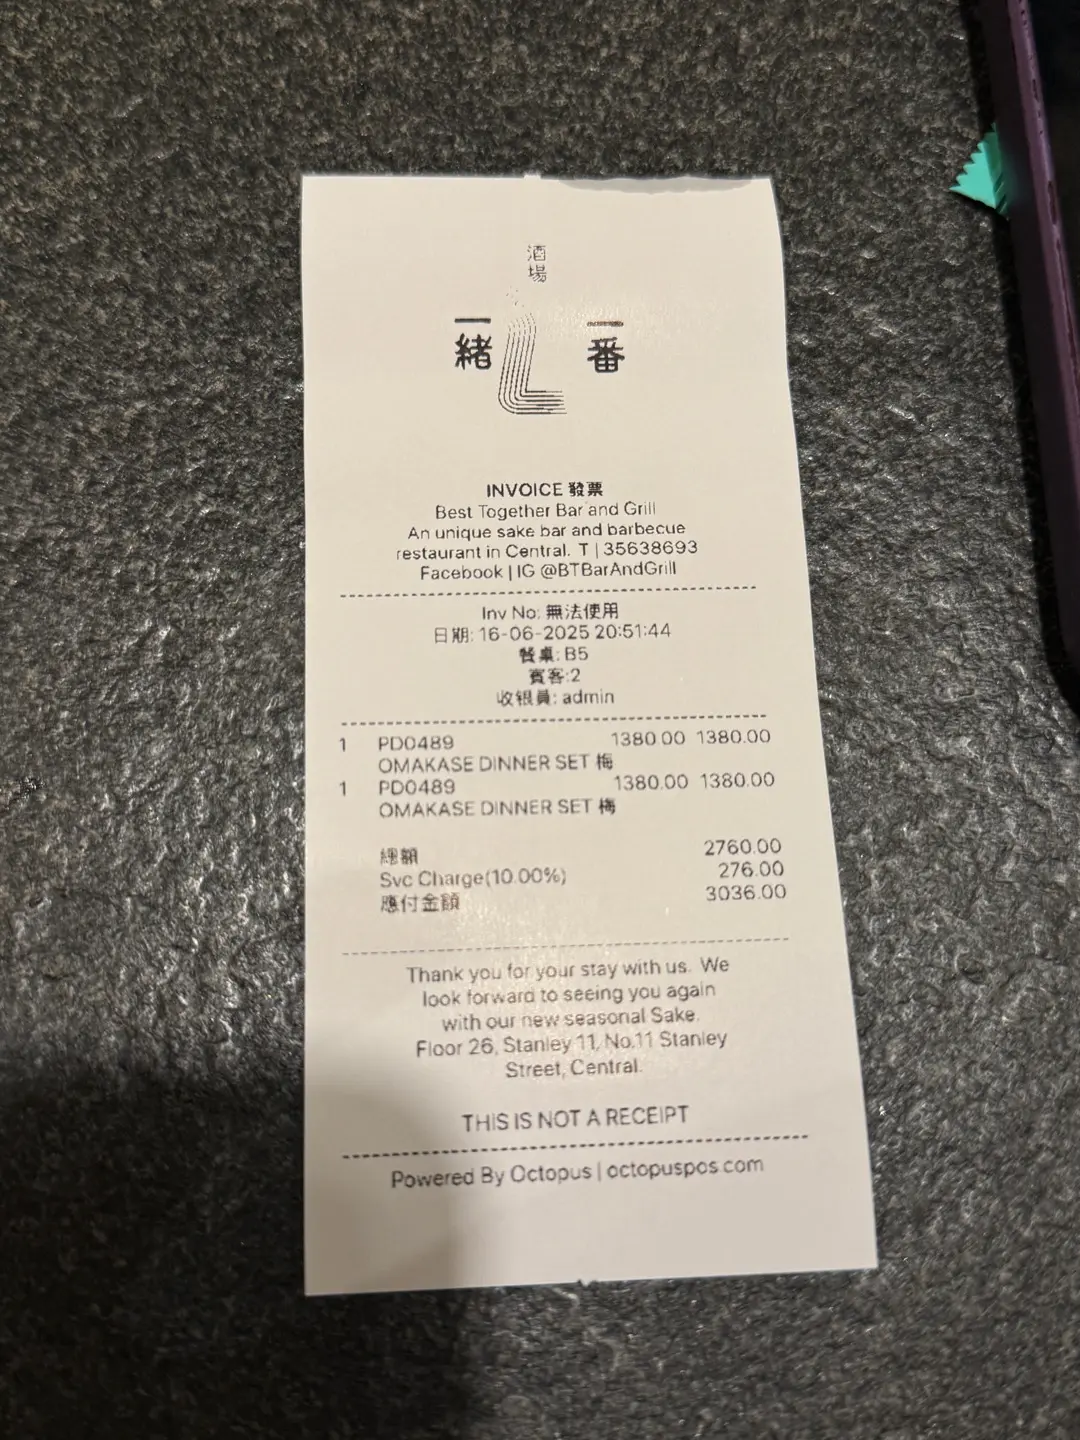 酒場
一緒 一番
INVOICE 發票
Best Together Bar and Grill
An unique sake bar and barbecue
restaurant in Central. T | 35638693
Facebook | IG @BTBarAndGrill
Inv No: 無法使用
日期: 16-06-2025 20:51:44
餐桌: B5
賓客:2
收银員: admin
1 PD0489 1380.00 1380.00
OMAKASE DINNER SET 梅
1 PD0489 1380.00 1380.00
OMAKASE DINNER SET 梅
總額 2760.00
Svc Charge(10.00%) 276.00
應付金額 3036.00
Thank you for your stay with us. We
look forward to seeing you again
with our new seasonal Sake.
Floor 26, Stanley 11, No.11 Stanley
Street, Central.
THIS IS NOT A RECEIPT
Powered By Octopus | octopuspos.com